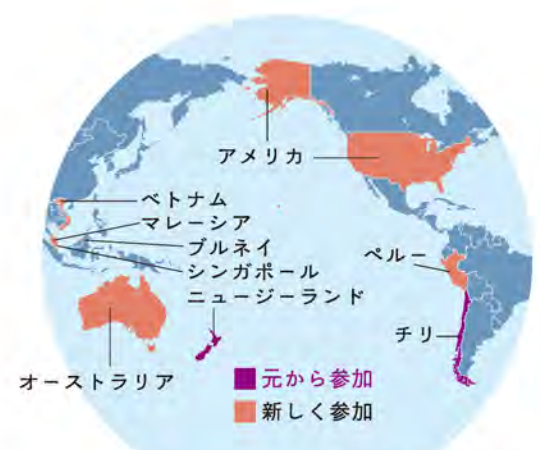 アメリカ
ベトナム
マレーシア
ブルネイ
シンガポール
ニュージーランド
ペルー
チリ
オーストラリア
元から参加
新しく参加